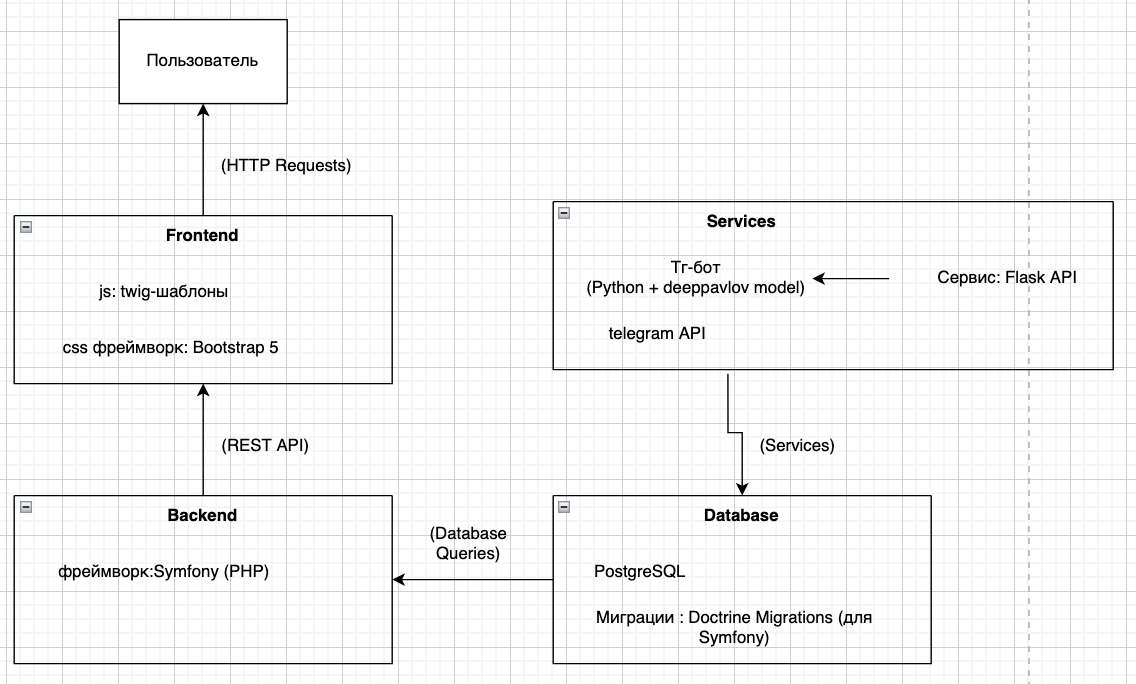 Пользователь
(HTTP Requests)
Frontend
js: twig-шаблоны
css фреймворк: Bootstrap 5
(REST API)
Backend
фреймворк:Symfony (PHP)
(Database
Queries)
Services
Тг-бот
(Python + deeppavlov model)
Сервис: Flask API
telegram API
(Services)
Database
PostgreSQL
Миграции : Doctrine Migrations (для
Symfony)